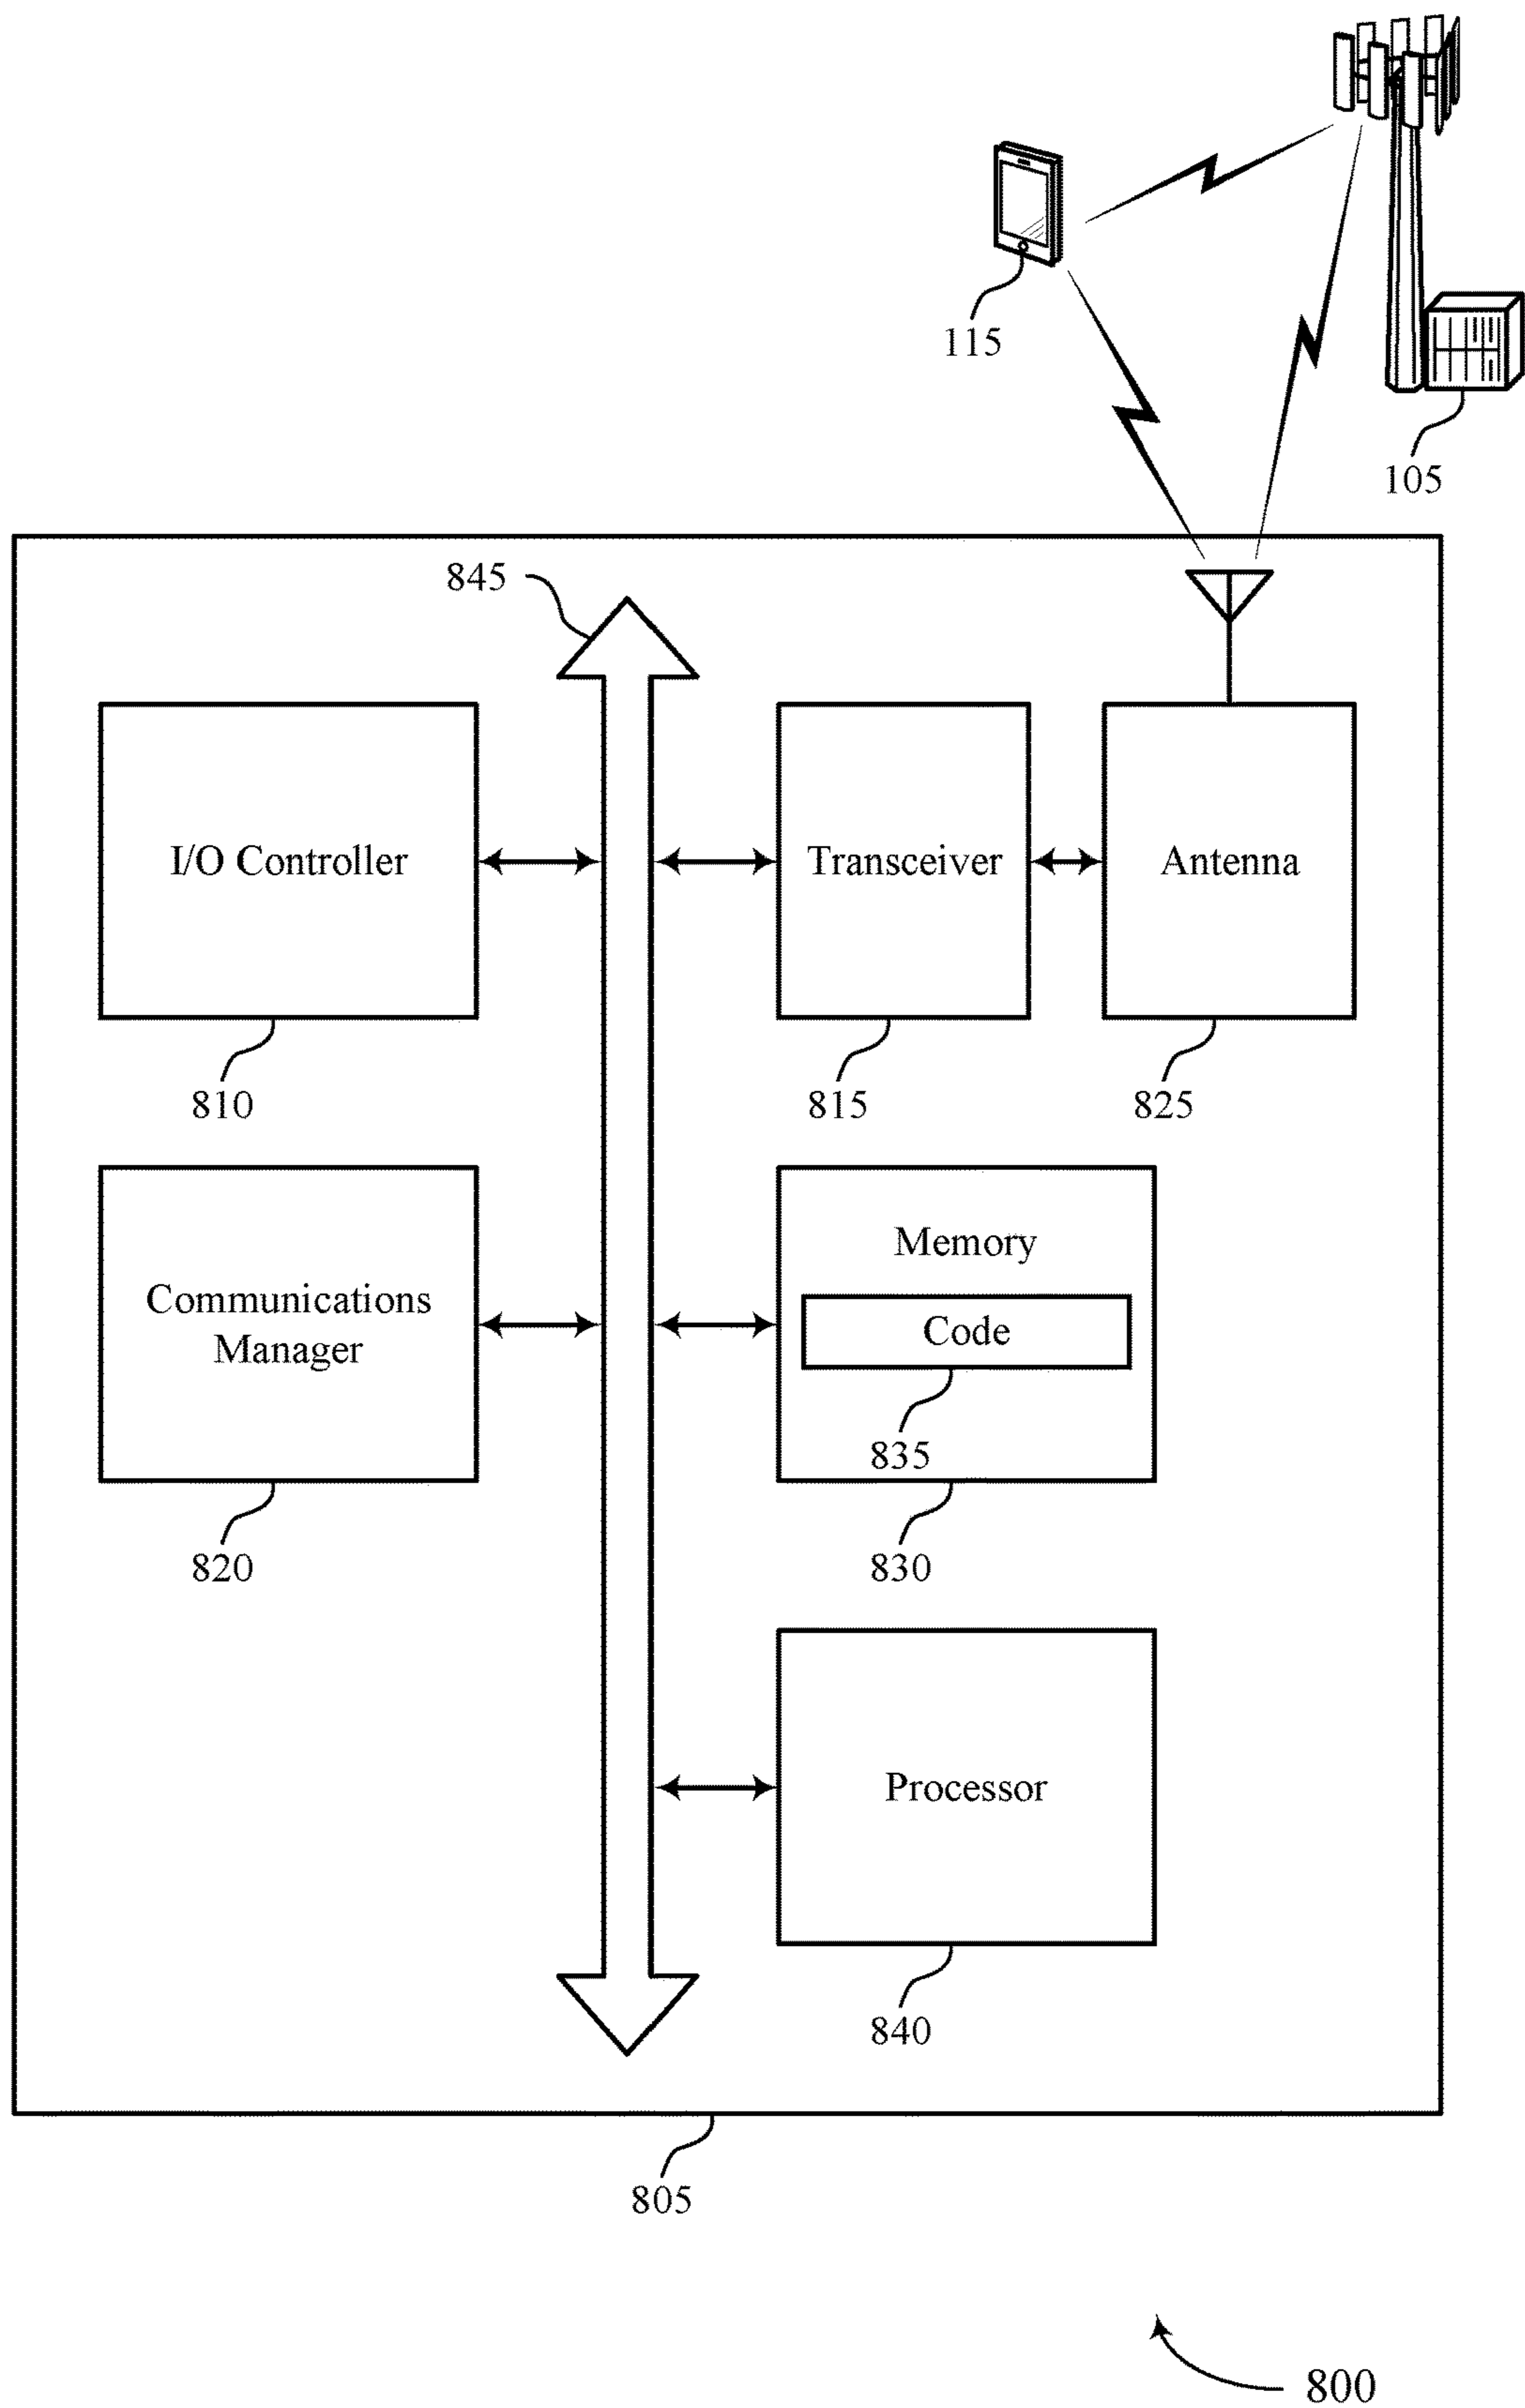 115
105
845
I/O Controller
Transceiver
Antenna
810
815
825
Communications
Manager
Memory
Code
835
820
830
Processor
840
805
800